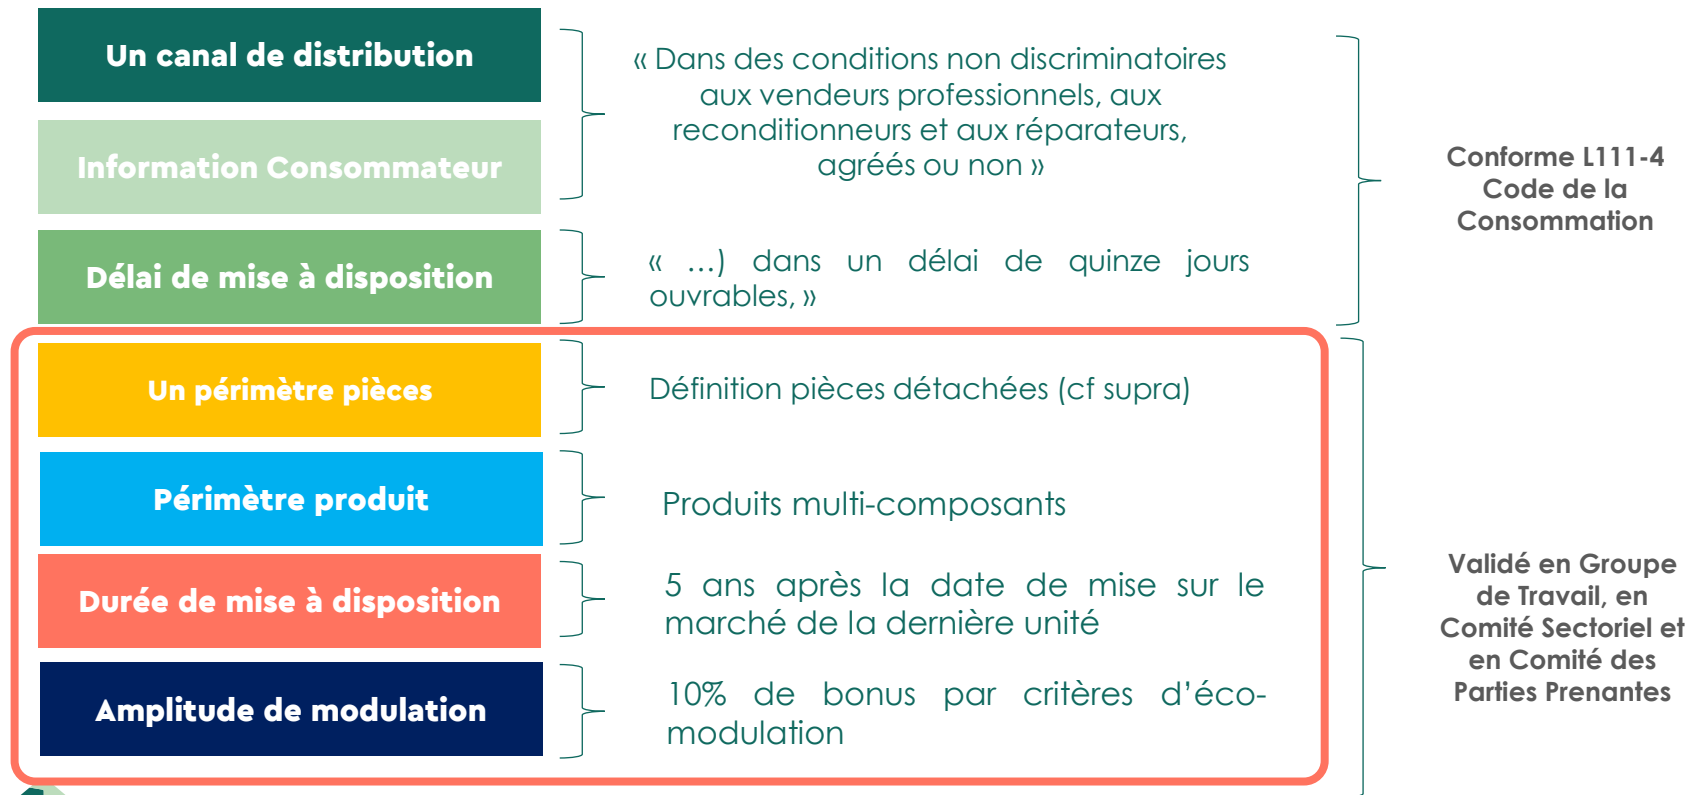 Un canal de distribution
« Dans des conditions non discriminatoires
aux vendeurs professionnels, aux
reconditionneurs et aux réparateurs,
agréés ou non »
Information Consommateur
Conforme L111-4
Code de la
Consommation
Délai de mise à disposition
« …) dans un délai de quinze jours
ouvrables, »
Un périmètre pièces
Définition pièces détachées (cf supra)
Périmètre produit
Produits multi-composants
Durée de mise à disposition
5 ans après la date de mise sur le
marché de la dernière unité
Amplitude de modulation
10% de bonus par critères d’éco-
modulation
Validé en Groupe
de Travail, en
Comité Sectoriel et
en Comité des
Parties Prenantes